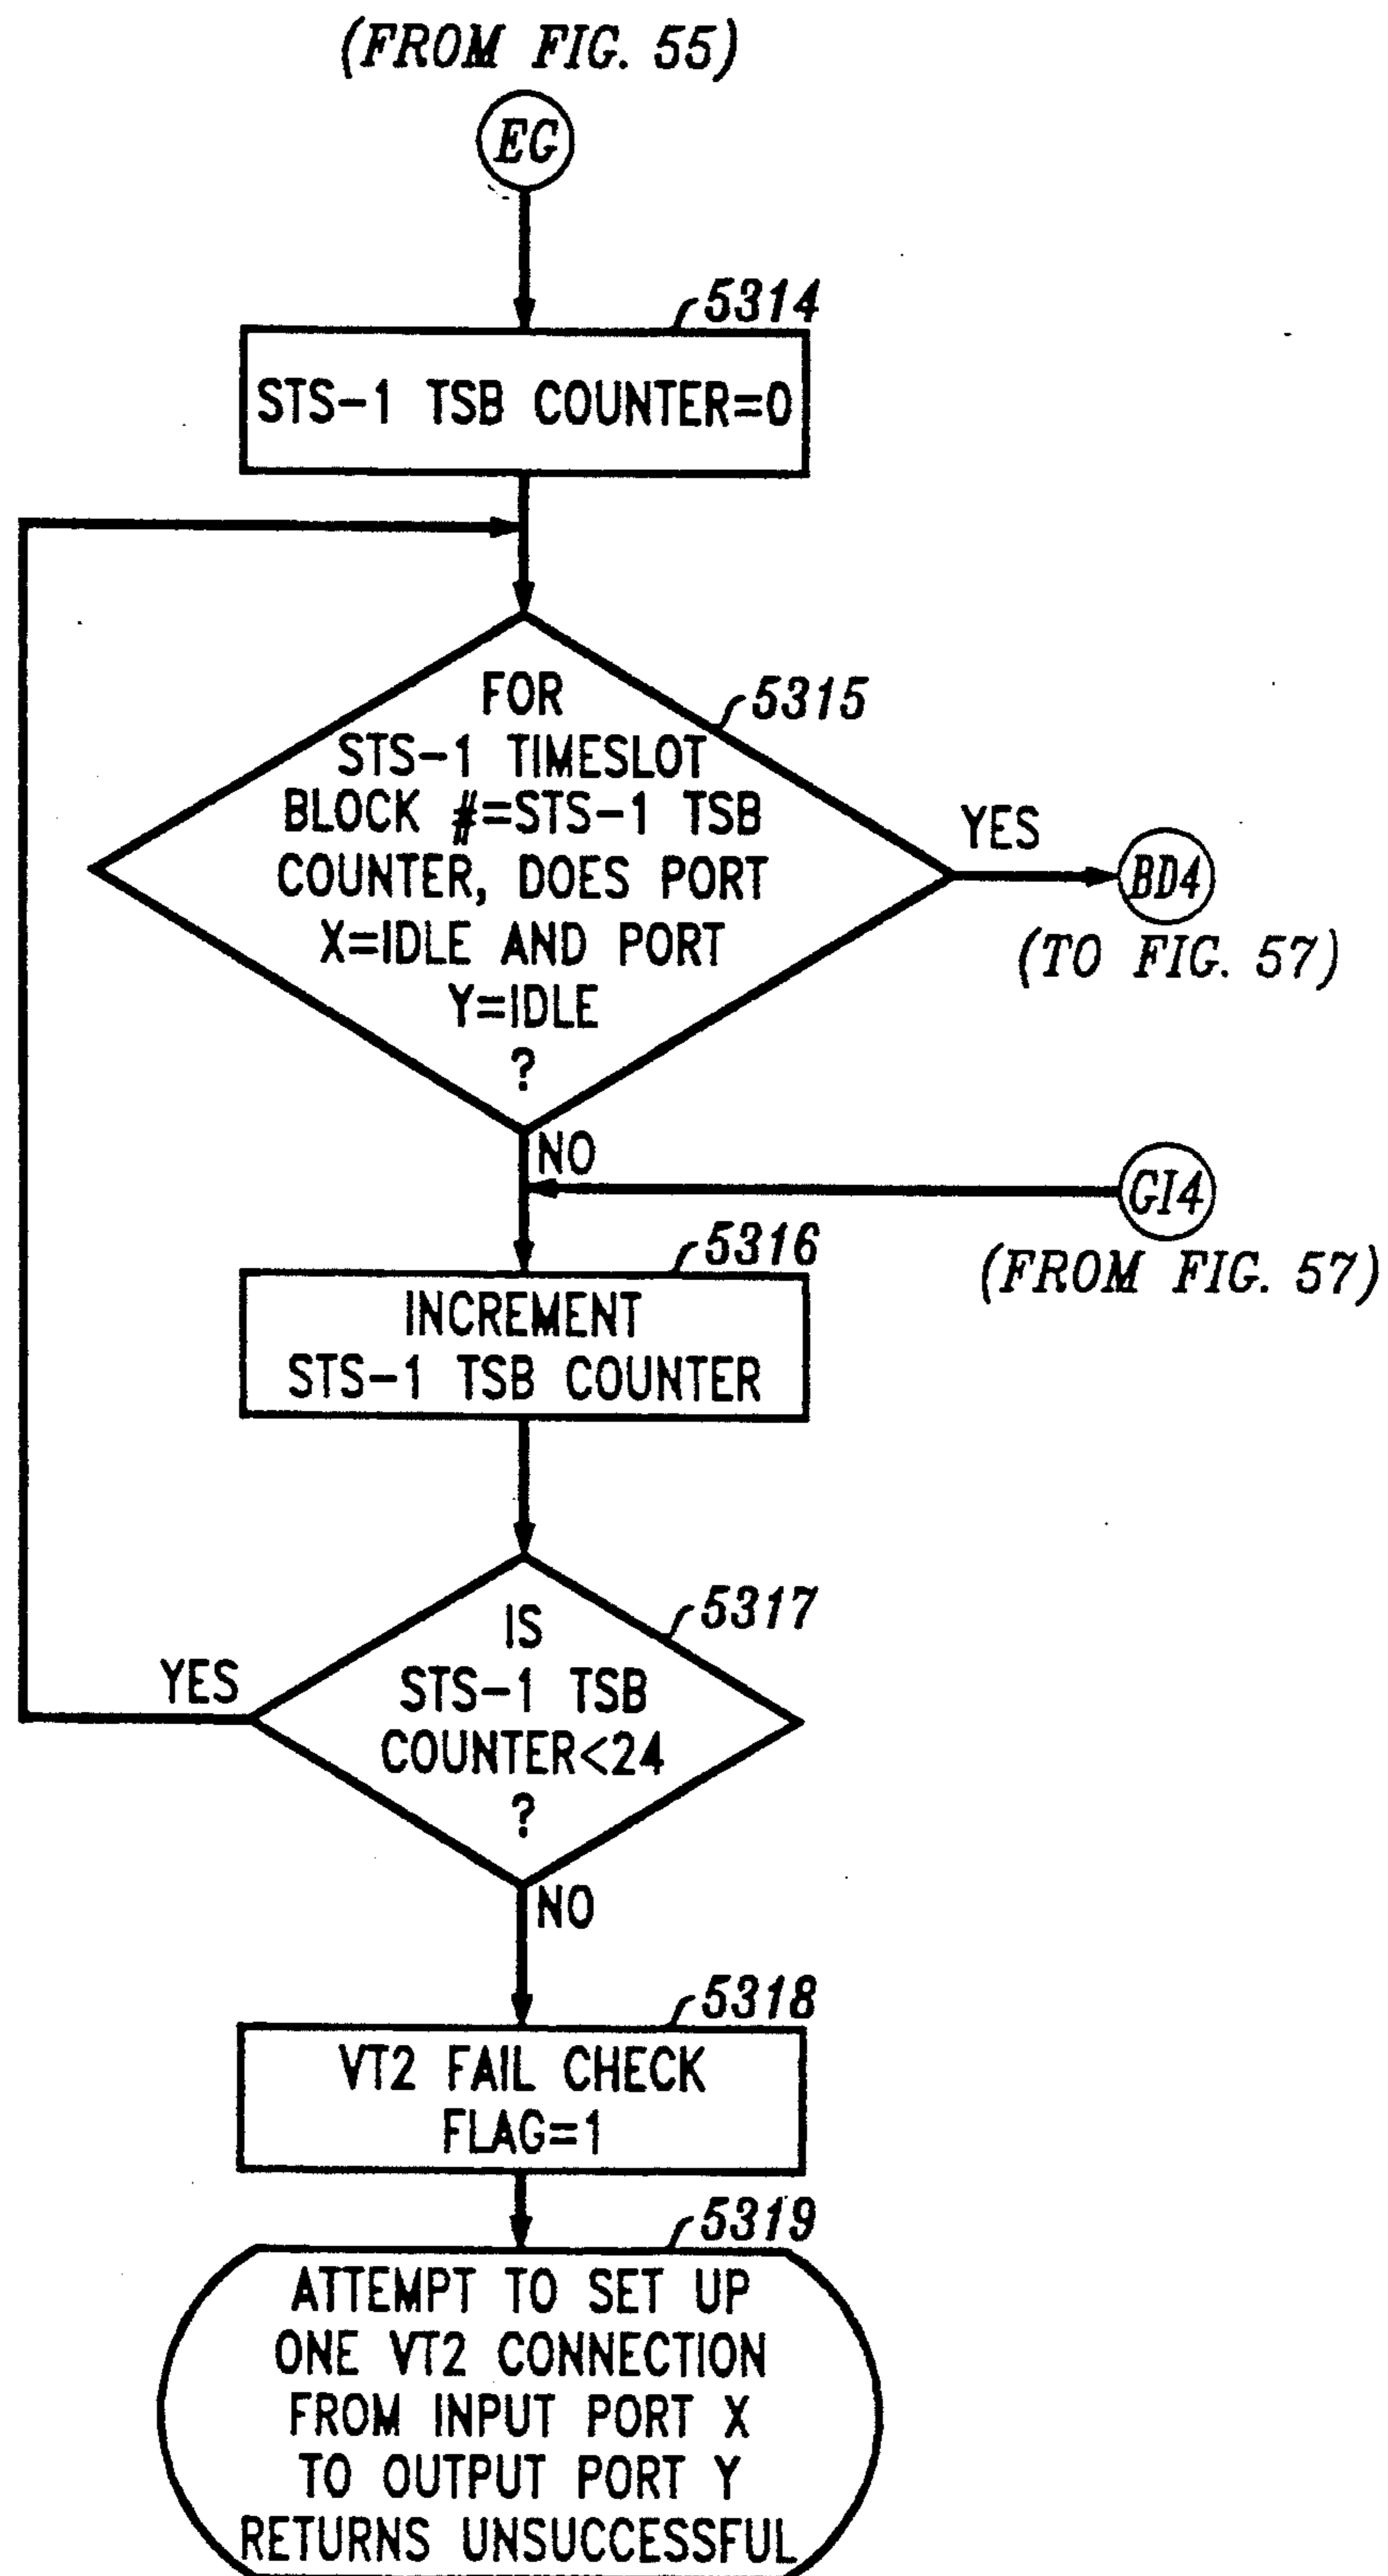 (FROM FIG. 55)
EG
5314
STS-1 TSB COUNTER=0
5315
FOR
STS-1 TIMESLOT
BLOCK #=STS-1 TSB
COUNTER, DOES PORT
X=IDLE AND PORT
Y=IDLE
?
YES
BD4
(TO FIG. 57)
NO
GI4
(FROM FIG. 57)
5316
INCREMENT
STS-1 TSB COUNTER
5317
IS
STS-1 TSB
COUNTER<24
?
YES
NO
5318
VT2 FAIL CHECK
FLAG=1
5319
ATTEMPT TO SET UP
ONE VT2 CONNECTION
FROM INPUT PORT X
TO OUTPUT PORT Y
RETURNS UNSUCCESSFUL